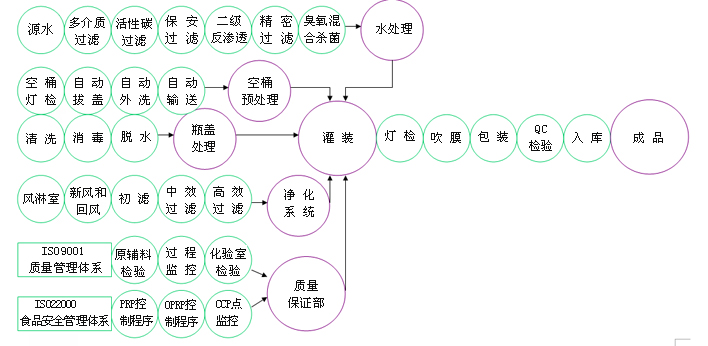 源水
多介质
过滤
活性碳
过滤
保安
过滤
二级
反渗透
精密
过滤
臭氧混
合杀菌
水处理
空桶
灯检
自动
拔盖
自动
外洗
自动
输送
空桶
预处理
清洗
消毒
脱水
瓶盖
处理
灌装
灯检
吹膜
包装
QC
检验
入库
成品
风淋室
新风和
回风
初滤
中效
过滤
高效
过滤
净化
系统
ISO9001
质量管理体系
原辅料
检验
过程
监控
化验室
检验
质量
保证部
ISO22000
食品安全管理体系
PRP控
制程序
OPRP控
制程序
CCP点
监控